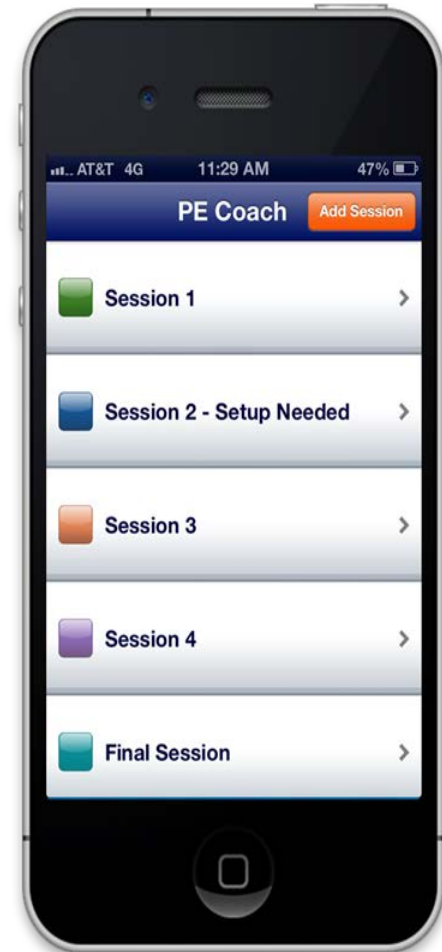 AT&T 4G 11:29 AM 47%
PE Coach Add Session
Session 1
Session 2 - Setup Needed
Session 3
Session 4
Final Session